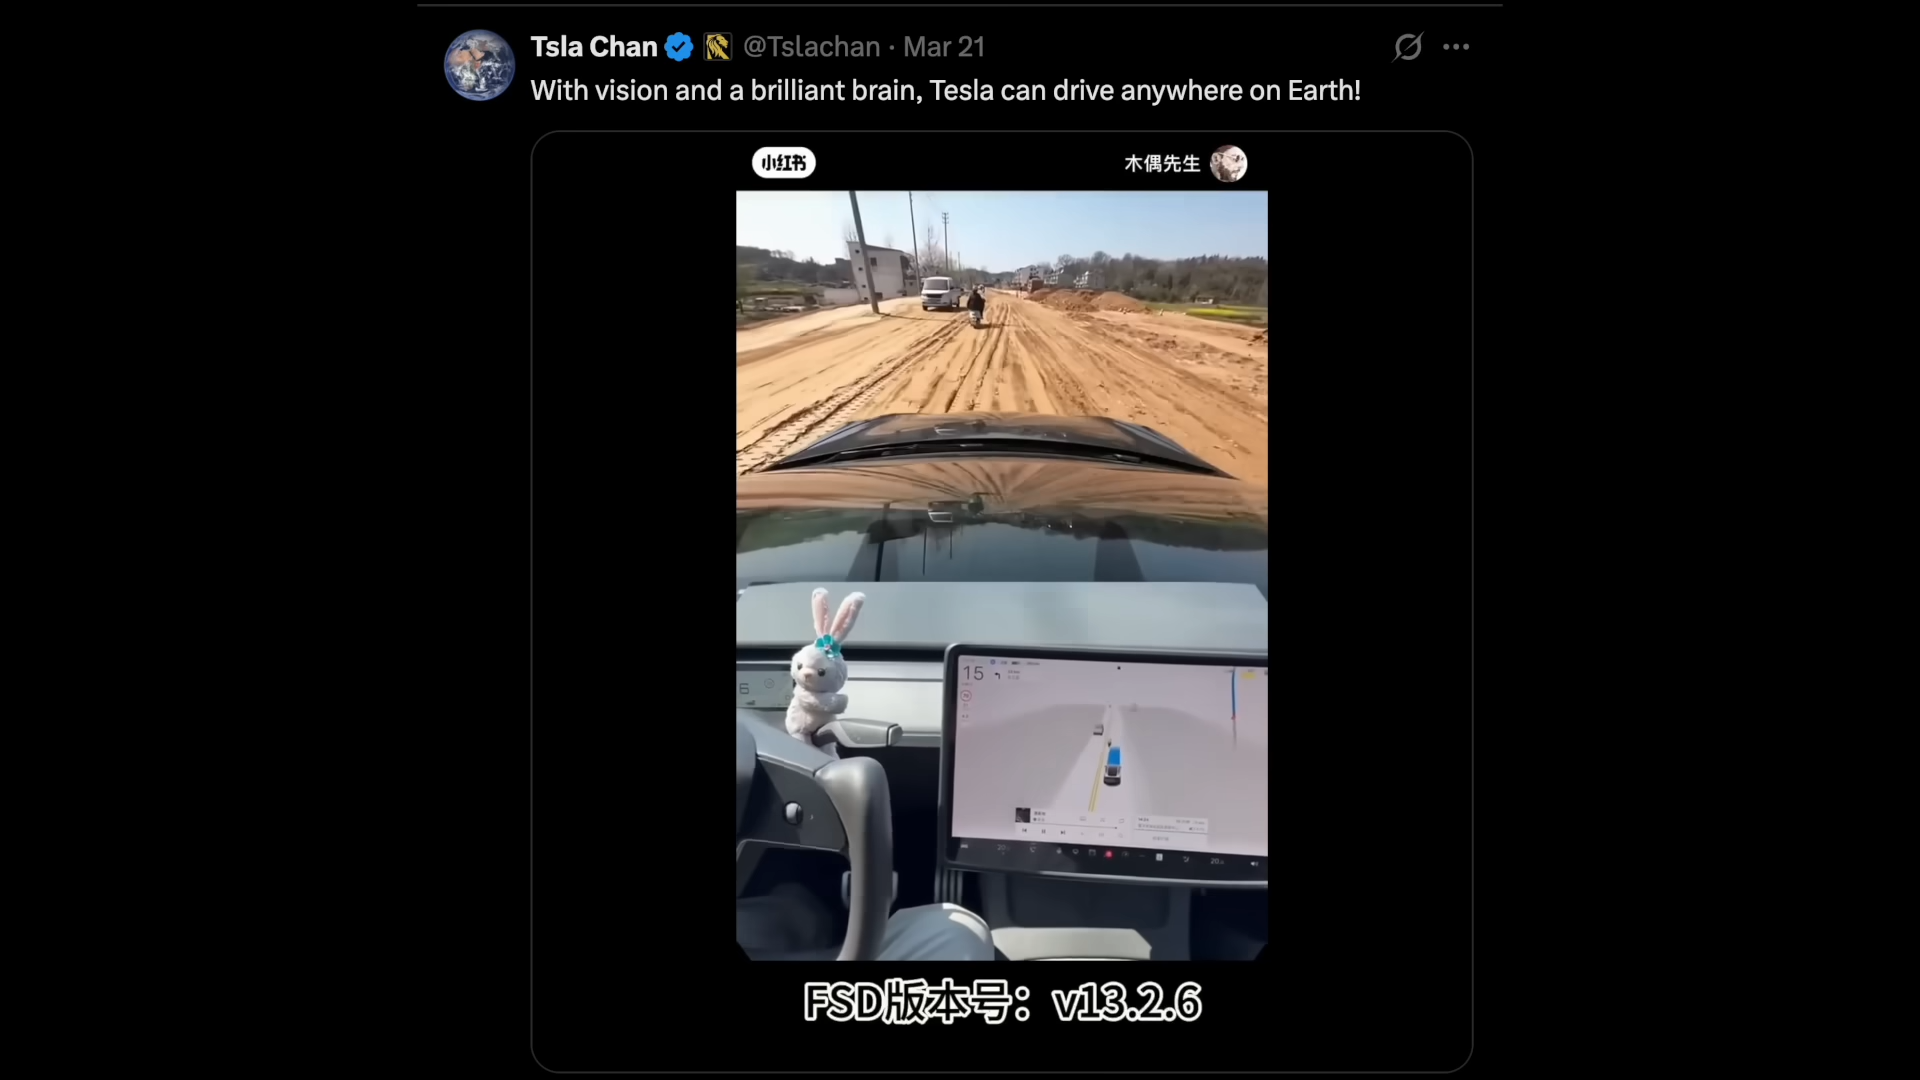 Tsla Chan @Tslachan · Mar 21
With vision and a brilliant brain, Tesla can drive anywhere on Earth!
小红书
木偶先生
15
6
FSD版本号：v13.2.6